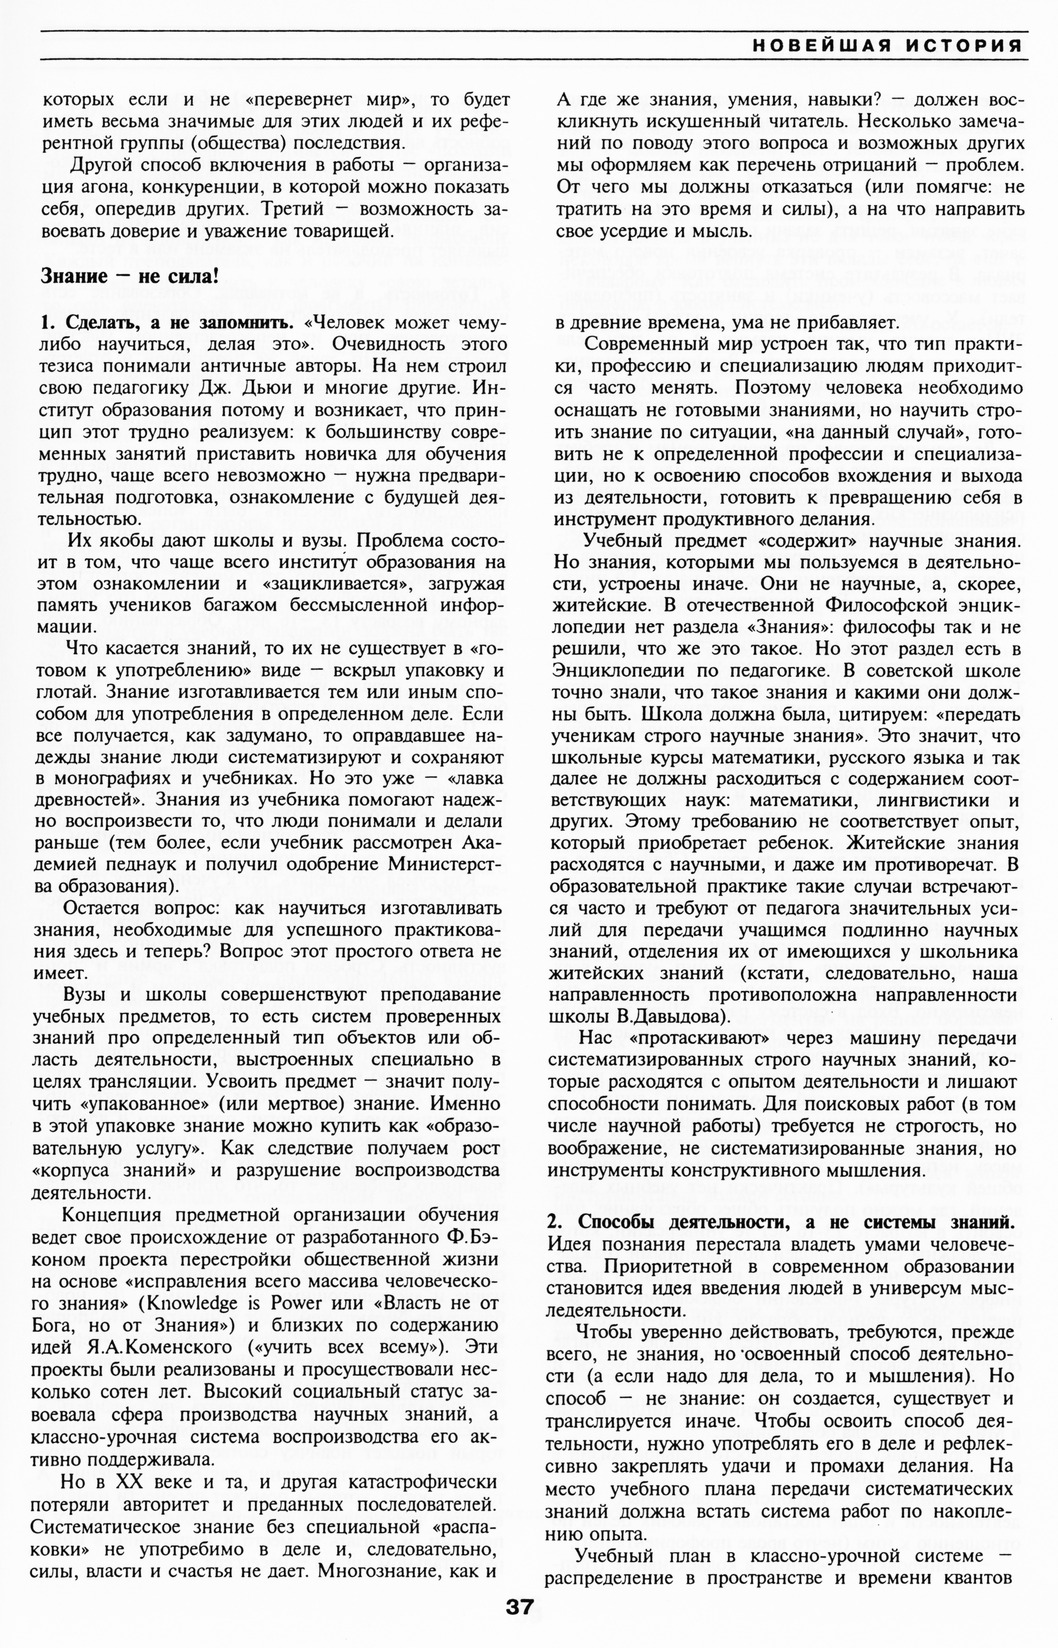 НОВЕЙШАЯ ИСТОРИЯ
которых если и не «перевернет мир», то будет
иметь весьма значимые для этих людей и их рефе-
рентной группы (общества) последствия.
Другой способ включения в работы — организа-
ция агона, конкуренции, в которой можно показать
себя, опередив других. Третий — возможность за-
воевать доверие и уважение товарищей.
А где же знания, умения, навыки? — должен вос-
кликнуть искушенный читатель. Несколько замеча-
ний по поводу этого вопроса и возможных других
мы оформляем как перечень отрицаний — проблем.
От чего мы должны отказаться (или помягче: не
тратить на это время и силы), а на что направить
свое усердие и мысль.
Знание — не сила!
1. Сделать, а не запомнить. «Человек может чему-
либо научиться, делая это». Очевидность этого
тезиса понимали античные авторы. На нем строил
свою педагогику Дж. Дьюи и многие другие. Ин-
ститут образования потому и возникает, что прин-
цип этот трудно реализуем: к большинству совре-
менных занятий приставить новичка для обучения
трудно, чаще всего невозможно — нужна предвари-
тельная подготовка, ознакомление с будущей дея-
тельностью.
Их якобы дают школы и вузы. Проблема состо-
ит в том, что чаще всего институт образования на
этом ознакомлении и «зацикливается», загружая
память учеников багажом бессмысленной инфор-
мации.
Что касается знаний, то их не существует в «го-
товом к употреблению» виде — вскрыл упаковку и
глотай. Знание изготавливается тем или иным спо-
собом для употребления в определенном деле. Если
все получается, как задумано, то оправдавшее на-
дежды знание люди систематизируют и сохраняют
в монографиях и учебниках. Но это уже — «лавка
древностей». Знания из учебника помогают надеж-
но воспроизвести то, что люди понимали и делали
раньше (тем более, если учебник рассмотрен Ака-
демией педнаук и получил одобрение Министерст-
ва образования).
Остается вопрос: как научиться изготавливать
знания, необходимые для успешного практикова-
ния здесь и теперь? Вопрос этот простого ответа не
имеет.
Вузы и школы совершенствуют преподавание
учебных предметов, то есть систем проверенных
знаний про определенный тип объектов или об-
ласть деятельности, выстроенных специально в
целях трансляции. Усвоить предмет — значит полу-
чить «упакованное» (или мертвое) знание. Именно
в этой упаковке знание можно купить как «образо-
вательную услугу». Как следствие получаем рост
«корпуса знаний» и разрушение воспроизводства
деятельности.
Концепция предметной организации обучения
ведет свое происхождение от разработанного Ф.Бэ-
коном проекта перестройки общественной жизни
на основе «исправления всего массива человеческо-
го знания» (Knowledge is Power или «Власть не от
Бога, но от Знания») и близких по содержанию
идей Я.А.Коменского («учить всех всему»). Эти
проекты были реализованы и просуществовали нес-
колько сотен лет. Высокий социальный статус за-
воевала сфера производства научных знаний, а
классно-урочная система воспроизводства его ак-
тивно поддерживала.
Но в XX веке и та, и другая катастрофически
потеряли авторитет и преданных последователей.
Систематическое знание без специальной «распа-
ковки» не употребимо в деле и, следовательно,
силы, власти и счастья не дает. Многознание, как и
в древние времена, ума не прибавляет.
Современный мир устроен так, что тип практи-
ки, профессию и специализацию людям приходит-
ся часто менять. Поэтому человека необходимо
оснащать не готовыми знаниями, но научить стро-
ить знание по ситуации, «на данный случай», гото-
вить не к определенной профессии и специализа-
ции, но к освоению способов вхождения и выхода
из деятельности, готовить к превращению себя в
инструмент продуктивного делания.
Учебный предмет «содержит» научные знания.
Но знания, которыми мы пользуемся в деятельно-
сти, устроены иначе. Они не научные, а, скорее,
житейские. В отечественной Философской энцик-
лопедии нет раздела «Знания»: философы так и не
решили, что же это такое. Но этот раздел есть в
Энциклопедии по педагогике. В советской школе
точно знали, что такое знания и какими они долж-
ны быть. Школа должна была, цитируем: «передать
ученикам строго научные знания». Это значит, что
школьные курсы математики, русского языка и так
далее не должны расходиться с содержанием соот-
ветствующих наук: математики, лингвистики и
других. Этому требованию не соответствует опыт,
который приобретает ребенок. Житейские знания
расходятся с научными, и даже им противоречат. В
образовательной практике такие случаи встречают-
ся часто и требуют от педагога значительных уси-
лий для передачи учащимся подлинно научных
знаний, отделения их от имеющихся у школьника
житейских знаний (кстати, следовательно, наша
направленность противоположна направленности
школы В.Давыдова).
Нас «протаскивают» через машину передачи
систематизированных строго научных знаний, ко-
торые расходятся с опытом деятельности и лишают
способности понимать. Для поисковых работ (в том
числе научной работы) требуется не строгость, но
воображение, не систематизированные знания, но
инструменты конструктивного мышления.
2. Способы деятельности, а не системы знаний.
Идея познания перестала владеть умами человече-
ства. Приоритетной в современном образовании
становится идея введения людей в универсум мыс-
ледеятельности.
Чтобы уверенно действовать, требуются, прежде
всего, не знания, но освоенный способ деятельно-
сти (а если надо для дела, то и мышления). Но
способ — не знание: он создается, существует и
транслируется иначе. Чтобы освоить способ дея-
тельности, нужно употреблять его в деле и рефлек-
сивно закреплять удачи и промахи делания. На
место учебного плана передачи систематических
знаний должна встать система работ по накопле-
нию опыта.
Учебный план в классно-урочной системе —
распределение в пространстве и времени квантов
37